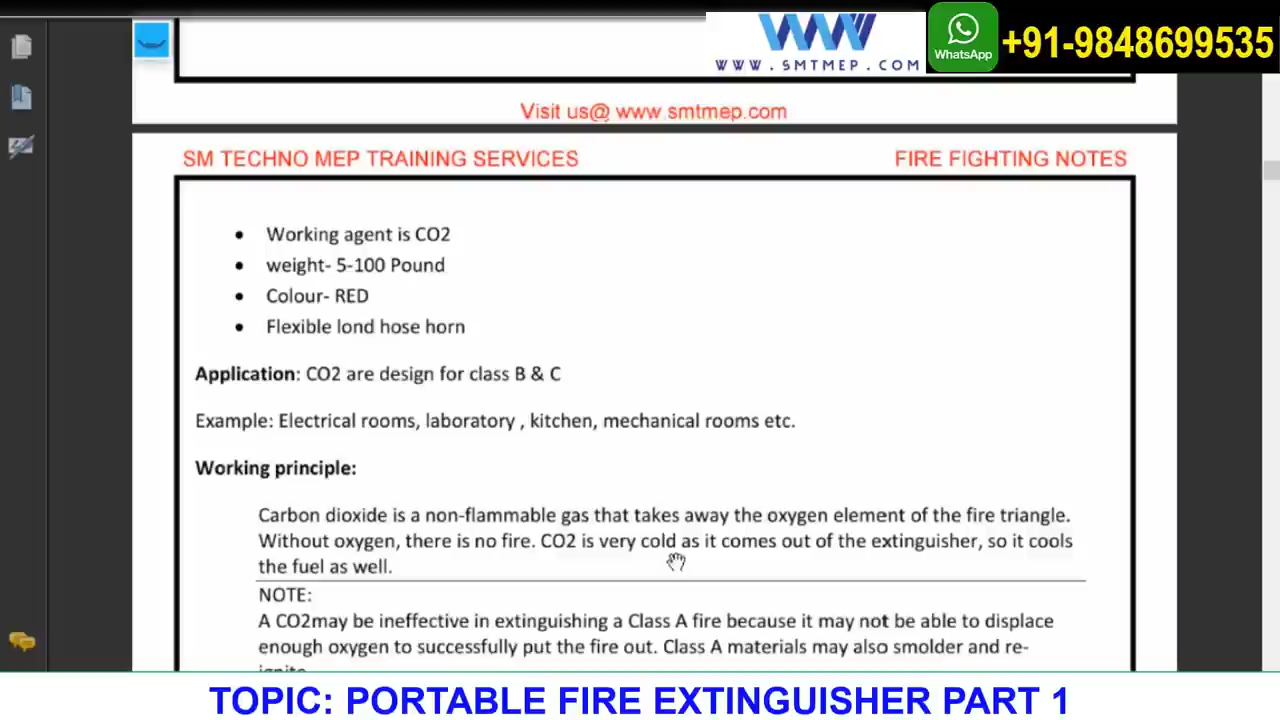 WhatsApp
+91-9848699535
WWW.SMTMEP.COM
Visit us@ www smtmep.com
SM TECHNO MEP TRAINING SERVICES
FIRE FIGHTING NOTES
• Working agent is CO2
• weight- 5-100 Pound
• Colour- RED
• Flexible lond hose horn
Application: CO2 are design for class B & C
Example: Electrical rooms, laboratory , kitchen, mechanical rooms etc.
Working principle:
Carbon dioxide is a non-flammable gas that takes away the oxygen element of the fire triangle.
Without oxygen, there is no fire. CO2 is very cold as it comes out of the extinguisher, so it cools
the fuel as well.
NOTE:
A CO2may be ineffective in extinguishing a Class A fire because it may not be able to displace
enough oxygen to successfully put the fire out. Class A materials may also smolder and re-
ignite
TOPIC: PORTABLE FIRE EXTINGUISHER PART 1